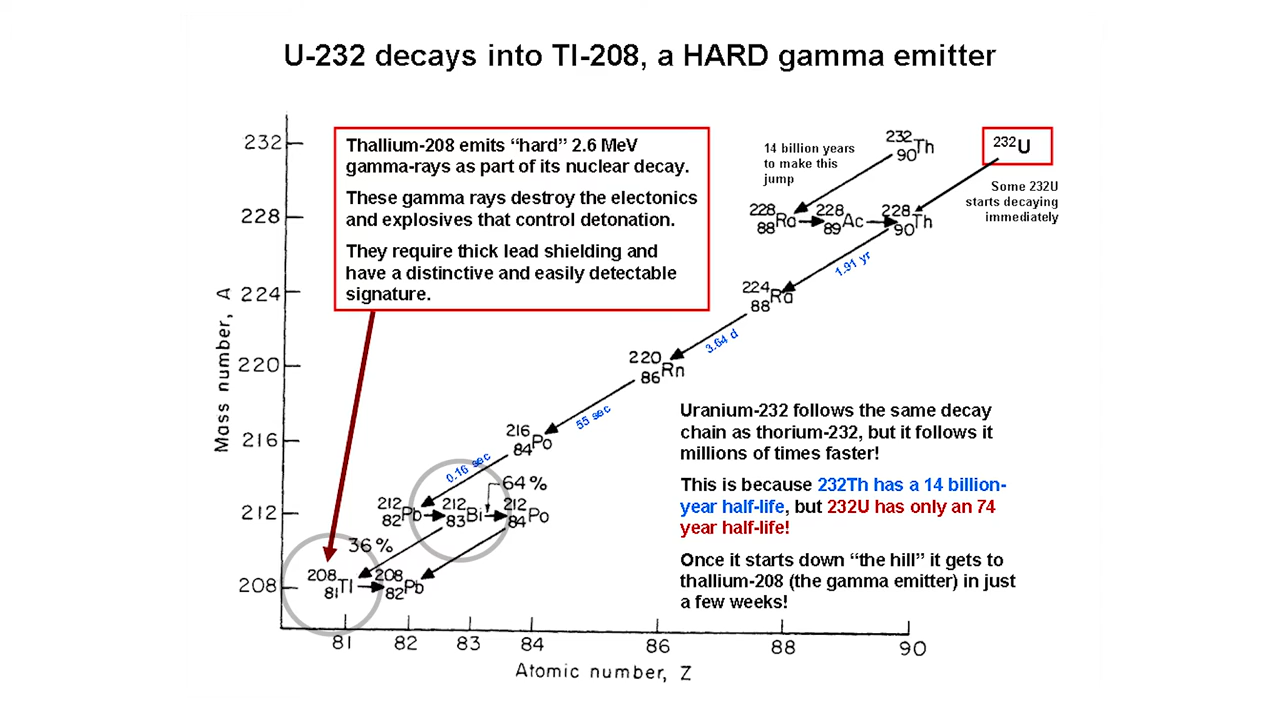 U-232 decays into Tl-208, a HARD gamma emitter
Thallium-208 emits “hard” 2.6 MeV
gamma-rays as part of its nuclear decay.
These gamma rays destroy the electonics
and explosives that control detonation.
They require thick lead shielding and
have a distinctive and easily detectable
signature.
14 billion years
to make this
jump
232
90Th
232U
Some 232U
starts decaying
immediately
228
88Ra
228
89Ac
228
90Th
1.91 yr
224
88Ra
3.64 d
220
86Rn
55 sec
216
84Po
0.16 sec
64 %
212
82Pb
212
83Bi
212
84Po
36 %
208
81Tl
208
82Pb
Uranium-232 follows the same decay
chain as thorium-232, but it follows it
millions of times faster!
This is because 232Th has a 14 billion-
year half-life, but 232U has only an 74
year half-life!
Once it starts down “the hill” it gets to
thallium-208 (the gamma emitter) in just
a few weeks!
Mass number, A
232
228
224
220
216
212
208
81 82 83 84 86 88 90
Atomic number, Z